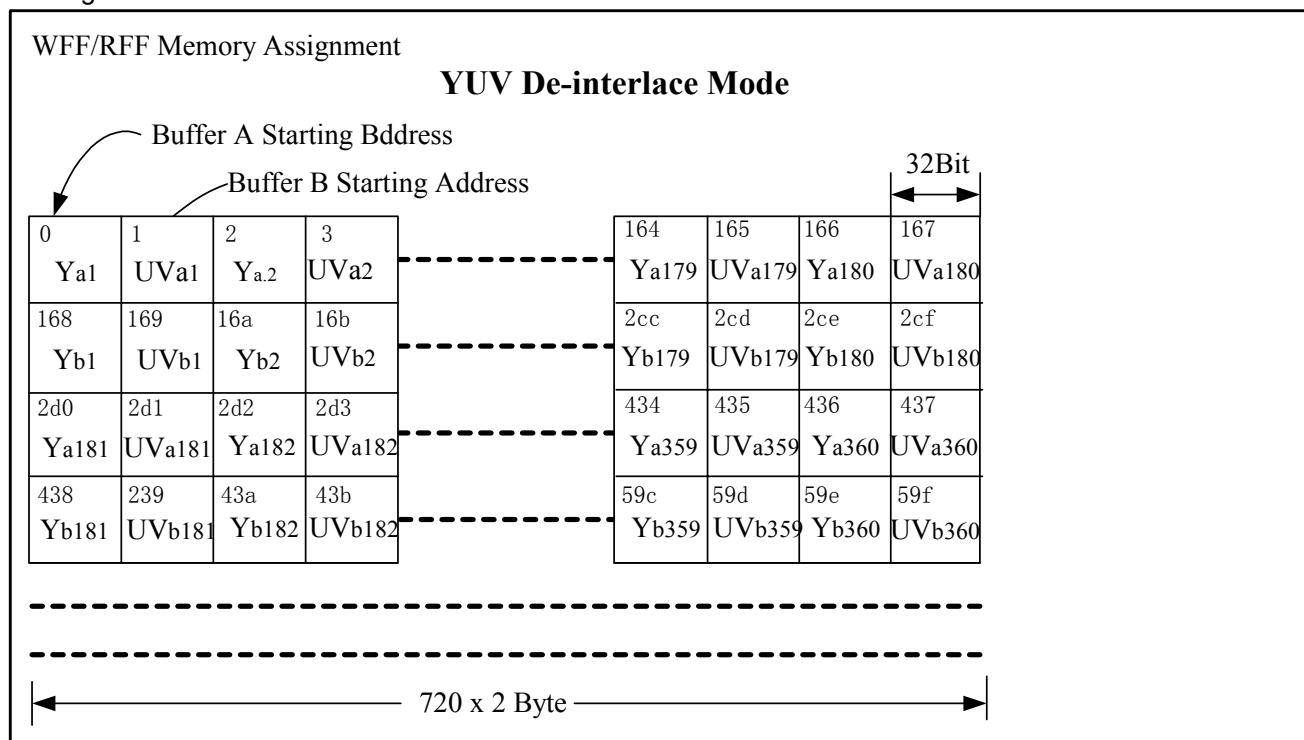 WFF/RFF Memory Assignment
YUV De-interlace Mode
Buffer A Starting Bddress
Buffer B Starting Address
32Bit
0 1 2 3 164 165 166 167
Ya1 UVa1 Ya.2 UVa2 Ya179 UVa179 Ya180 UVa180
168 169 16a 16b 2cc 2cd 2ce 2cf
Yb1 UVb1 Yb2 UVb2 Yb179 UVb179 Yb180 UVb180
2d0 2d1 2d2 2d3 434 435 436 437
Ya181 UVa181 Ya182 UVa182 Ya359 UVa359 Ya360 UVa360
438 239 43a 43b 59c 59d 59e 59f
Yb181 UVb181 Yb182 UVb182 Yb359 UVb359 Yb360 UVb360
720 x 2 Byte